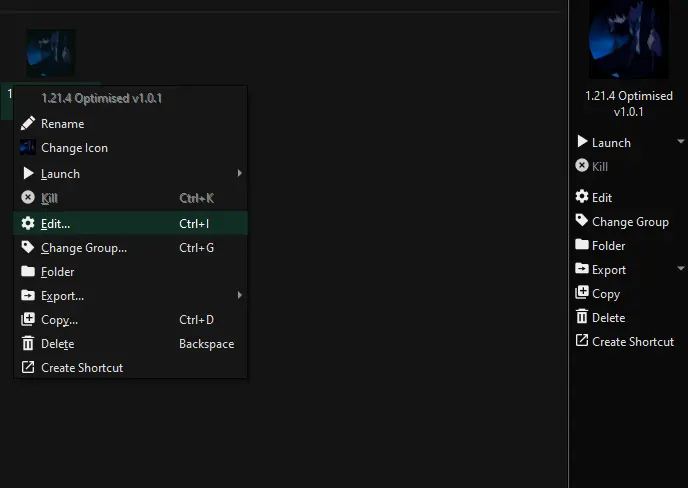 1
1.21.4 Optimised v1.0.1
Rename
Change Icon
Launch
Kill Ctrl+K
Edit... Ctrl+I
Change Group... Ctrl+G
Folder
Export...
Copy... Ctrl+D
Delete Backspace
Create Shortcut
1.21.4 Optimised
v1.0.1
Launch
Kill
Edit
Change Group
Folder
Export
Copy
Delete
Create Shortcut